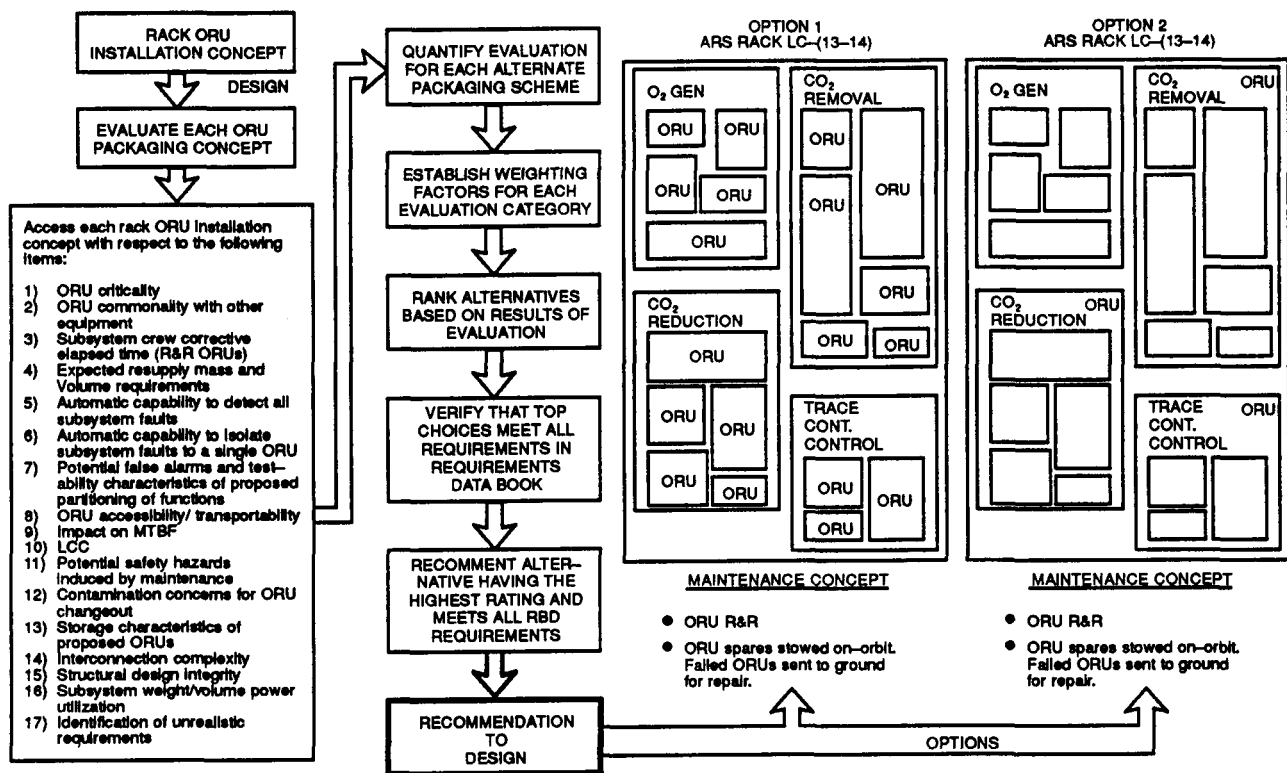 RACK ORU
INSTALLATION CONCEPT
DESIGN
EVALUATE EACH ORU
PACKAGING CONCEPT
Access each rack ORU Installation
concept with respect to the following
items:
1) ORU criticality
2) ORU commonality with other
equipment
3) Subsystem crew corrective
elapsed time (R&R ORUs)
4) Expected resupply mass and
Volume requirements
5) Automatic capability to detect all
subsystem faults
6) Automatic capability to isolate
subsystem faults to a single ORU
7) Potential false alarms and test–
ability characteristics of proposed
partitioning of functions
8) ORU accessibility/ transportability
9) Impact on MTBF
10) LCC
11) Potential safety hazards
induced by maintenance
12) Contamination concerns for ORU
changeout
13) Storage characteristics of
proposed ORUs
14) Interconnection complexity
15) Structural design integrity
16) Subsystem weight/volume power
utilization
17) Identification of unrealistic
requirements
QUANTIFY EVALUATION
FOR EACH ALTERNATE
PACKAGING SCHEME
ESTABLISH WEIGHTING
FACTORS FOR EACH
EVALUATION CATEGORY
RANK ALTERNATIVES
BASED ON RESULTS OF
EVALUATION
VERIFY THAT TOP
CHOICES MEET ALL
REQUIREMENTS IN
REQUIREMENTS
DATA BOOK
RECOMMENT ALTER–
NATIVE HAVING THE
HIGHEST RATING AND
MEETS ALL RBD
REQUIREMENTS
RECOMMENDATION
TO
DESIGN
OPTIONS
OPTION 1
ARS RACK LC–(13–14)
O₂ GEN
ORU
ORU
ORU
ORU
ORU
CO₂
REMOVAL
ORU
ORU
ORU
ORU
ORU
ORU
CO₂
REDUCTION
ORU
ORU
ORU
ORU
ORU
TRACE
CONT.
CONTROL
ORU
ORU
ORU
MAINTENANCE CONCEPT
● ORU R&R
● ORU spares stowed on–orbit.
Failed ORUs sent to ground
for repair.
OPTION 2
ARS RACK LC–(13–14)
O₂ GEN
CO₂ ORU
REMOVAL
CO₂ ORU
REDUCTION
TRACE ORU
CONT.
CONTROL
MAINTENANCE CONCEPT
● ORU R&R
● ORU spares stowed on–orbit.
Failed ORUs sent to ground
for repair.